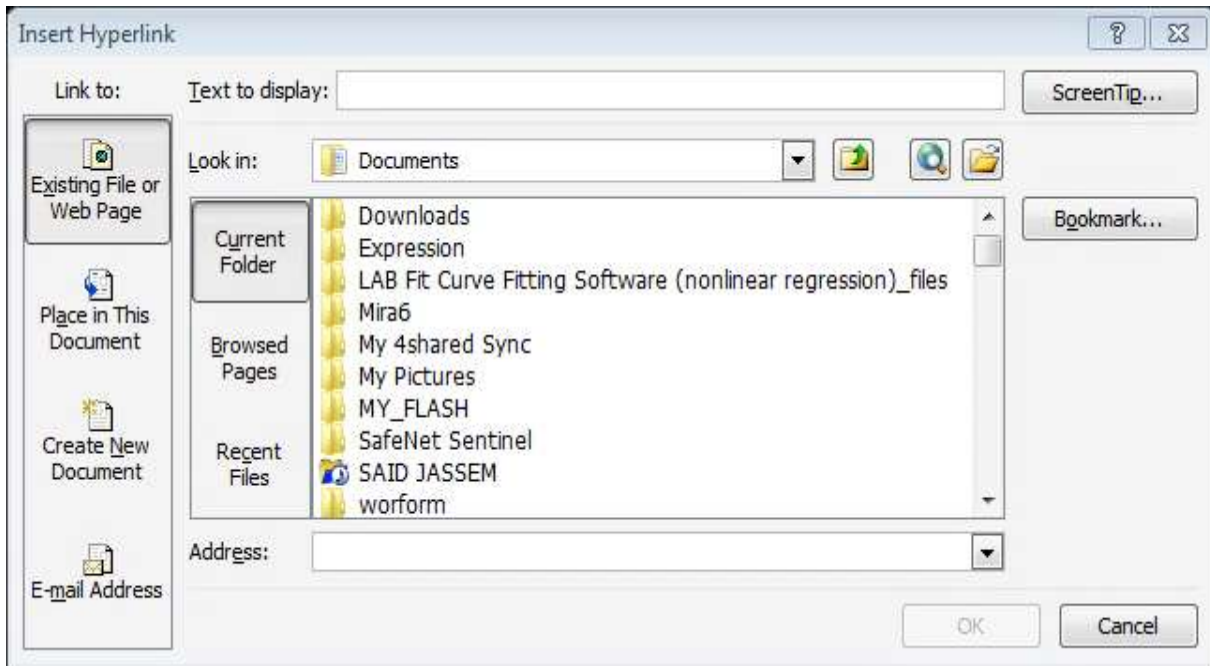 Insert Hyperlink
Link to:
Text to display:
ScreenTip...
Existing File or
Web Page
Place in This
Document
Create New
Document
E-mail Address
Look in:
Documents
Current
Folder
Browsed
Pages
Recent
Files
Downloads
Expression
LAB Fit Curve Fitting Software (nonlinear regression)_files
Mira6
My 4shared Sync
My Pictures
MY_FLASH
SafeNet Sentinel
SAID JASSEM
worform
Bookmark...
Address:
OK
Cancel